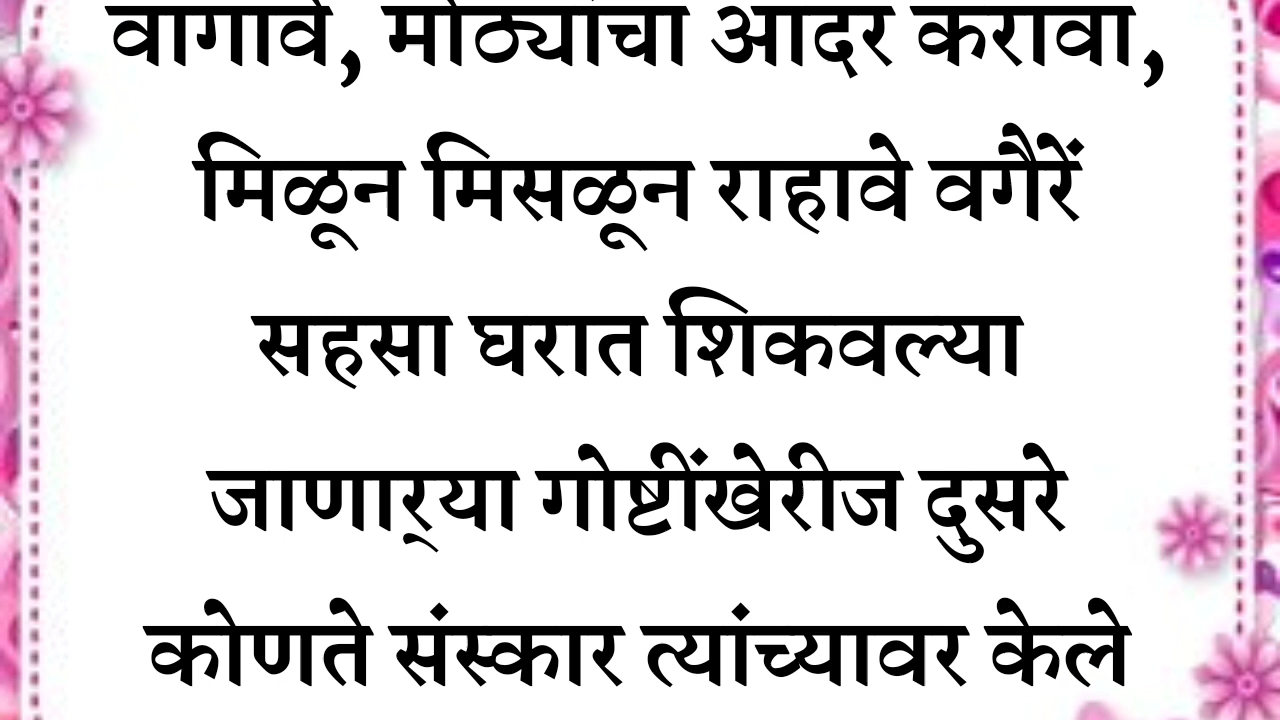 वागावे, मोठ्यांचा आदर करावा,
मिळून मिसळून राहावे वगैरें
सहसा घरात शिकवल्या
जाणाऱ्या गोष्टींखेरीज दुसरे
कोणते संस्कार त्यांच्यावर केले